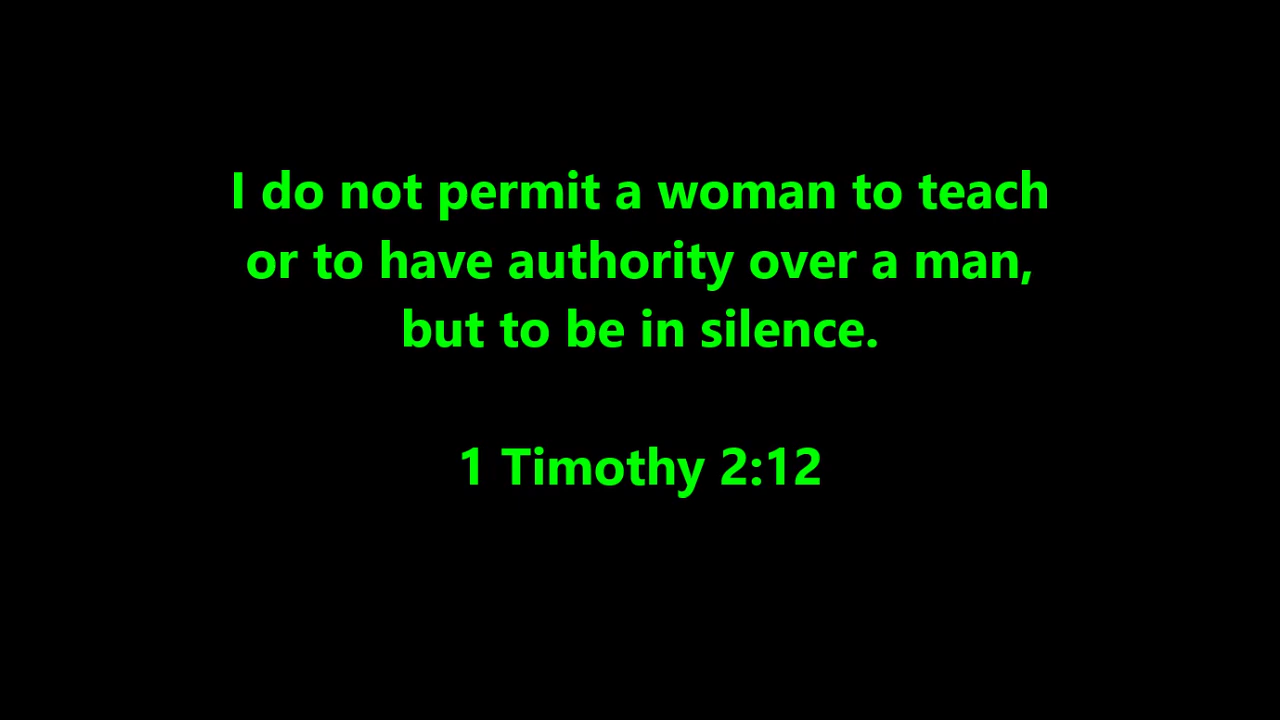 I do not permit a woman to teach
or to have authority over a man,
but to be in silence.
1 Timothy 2:12